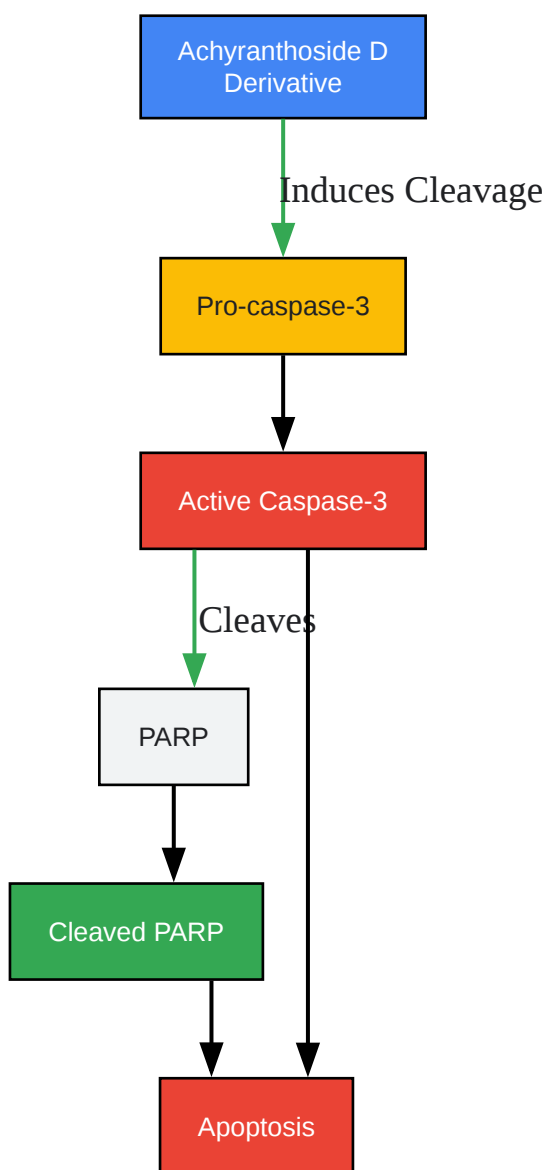 Achyranthoside D
Derivative
Induces Cleavage
Pro-caspase-3
Active Caspase-3
Cleaves
PARP
Cleaved PARP
Apoptosis